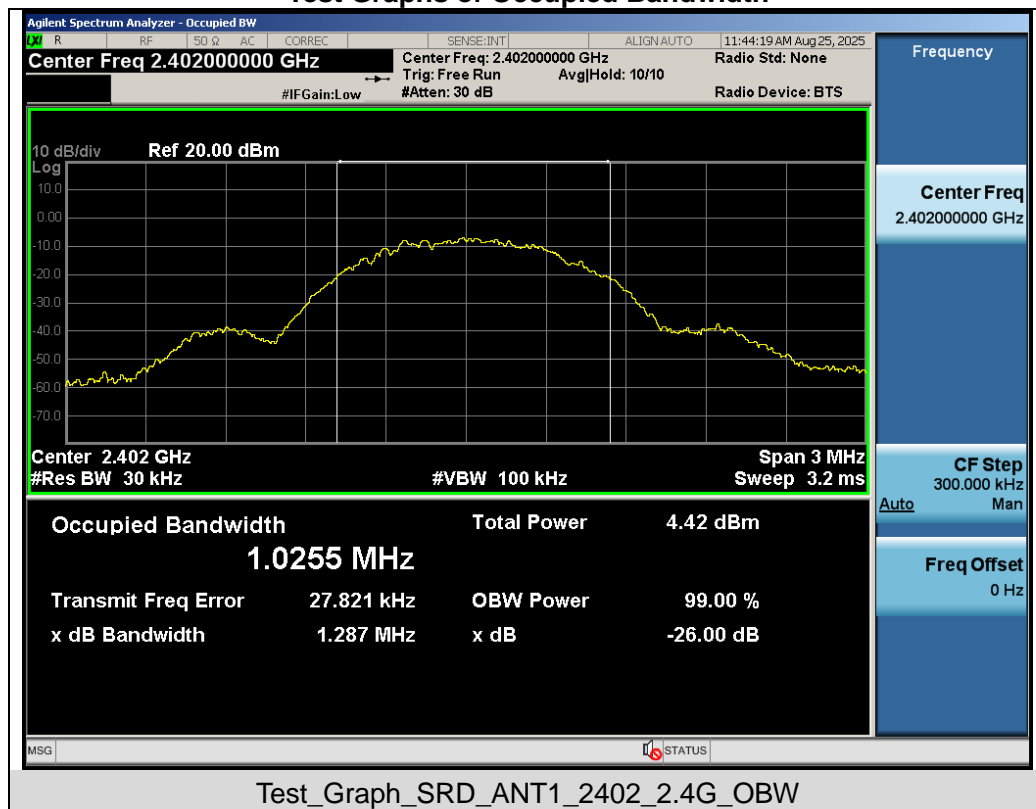 Test Graphs of Occupied Bandwidth
Agilent Spectrum Analyzer - Occupied BW
LXI R RF 50 Ω AC CORREC SENSE:INT ALIGN AUTO 11:44:19 AM Aug 25, 2025
Center Freq 2.402000000 GHz
Center Freq: 2.402000000 GHz
Radio Std: None
Trig: Free Run Avg|Hold: 10/10
#IFGain:Low #Atten: 30 dB Radio Device: BTS
Frequency
10 dB/div Ref 20.00 dBm
Log
10.0
0.00
-10.0
-20.0
-30.0
-40.0
-50.0
-60.0
-70.0
Center 2.402 GHz Span 3 MHz
#Res BW 30 kHz #VBW 100 kHz Sweep 3.2 ms
Center Freq
2.402000000 GHz
CF Step
300.000 kHz
Auto Man
Freq Offset
0 Hz
Occupied Bandwidth Total Power 4.42 dBm
1.0255 MHz
Transmit Freq Error 27.821 kHz OBW Power 99.00 %
x dB Bandwidth 1.287 MHz x dB -26.00 dB
MSG STATUS
Test_Graph_SRD_ANT1_2402_2.4G_OBW